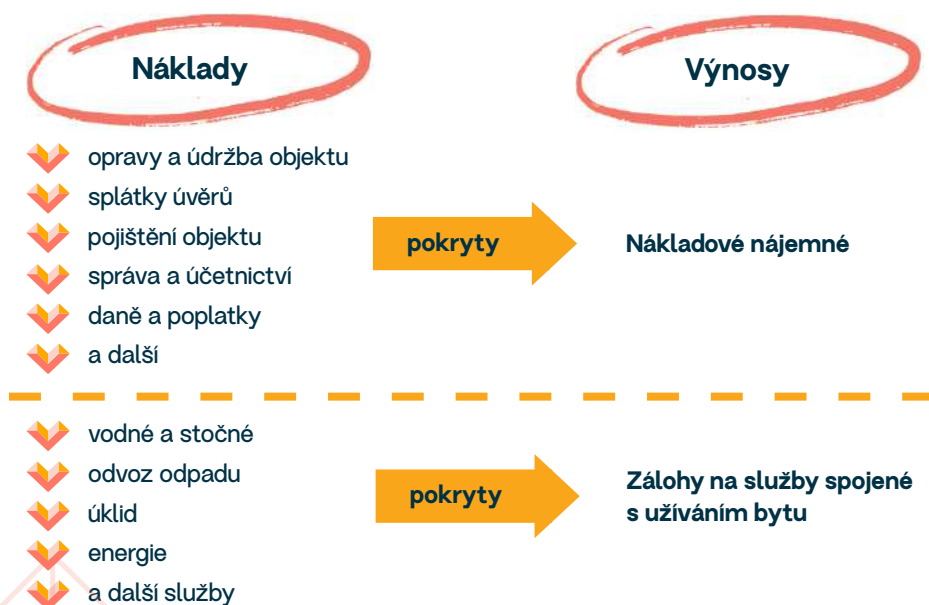 Náklady
Výnosy
opravy a údržba objektu
splátky úvěrů
pojištění objektu
správa a účetnictví
daně a poplatky
a další
pokryty
Nákladové nájemné
vodné a stočné
odvoz odpadu
úklid
energie
a další služby
pokryty
Zálohy na služby spojené
s užíváním bytu